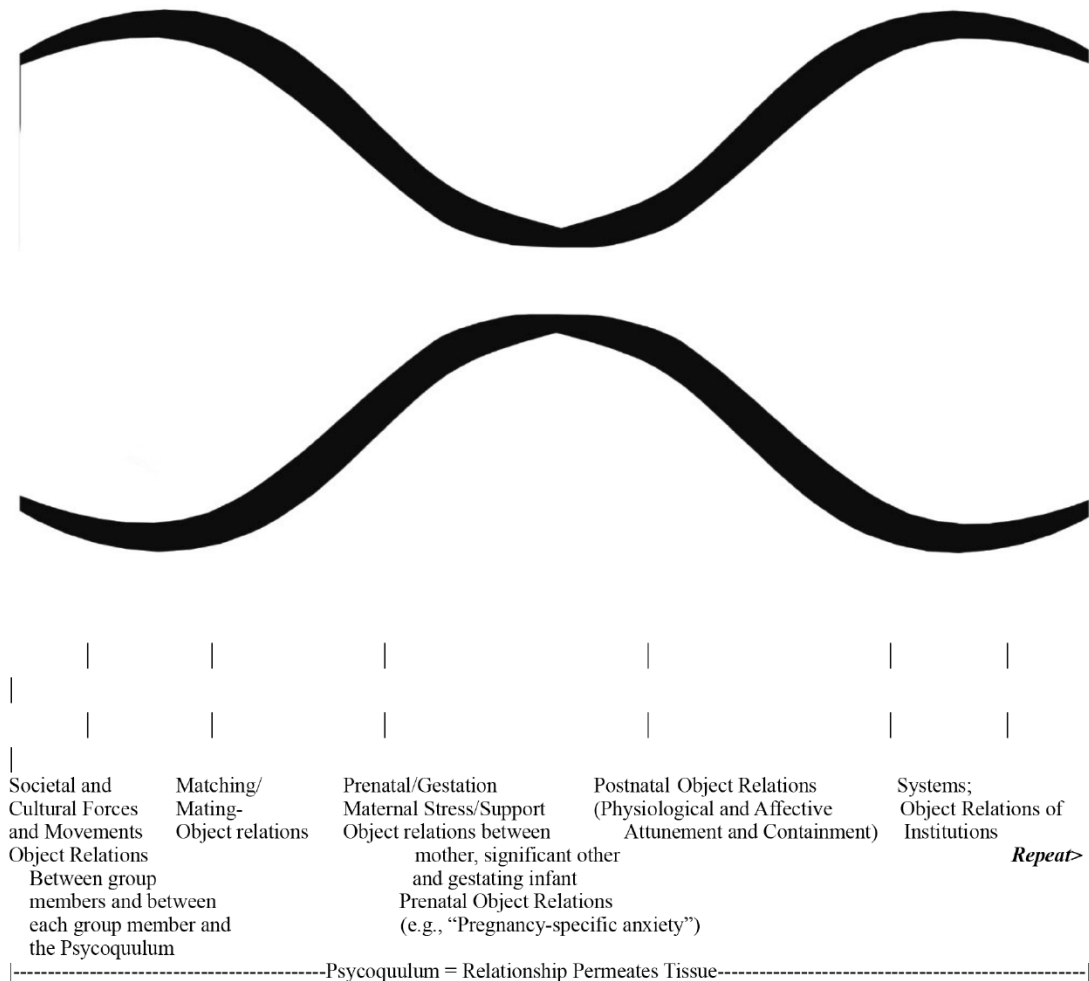 Societal and
Cultural Forces
and Movements
Object Relations
Between group
members and between
each group member and
the Psycoquulum
Matching/
Mating-
Object relations
Prenatal/Gestation
Maternal Stress/Support
Object relations between
mother, significant other
and gestating infant
Prenatal Object Relations
(e.g., “Pregnancy-specific anxiety”)
Postnatal Object Relations
(Physiological and Affective
Attunement and Containment)
Systems;
Object Relations of
Institutions
Repeat>
|-------------------------------------------Psycoquulum = Relationship Permeates Tissue--------------------------------------------------|